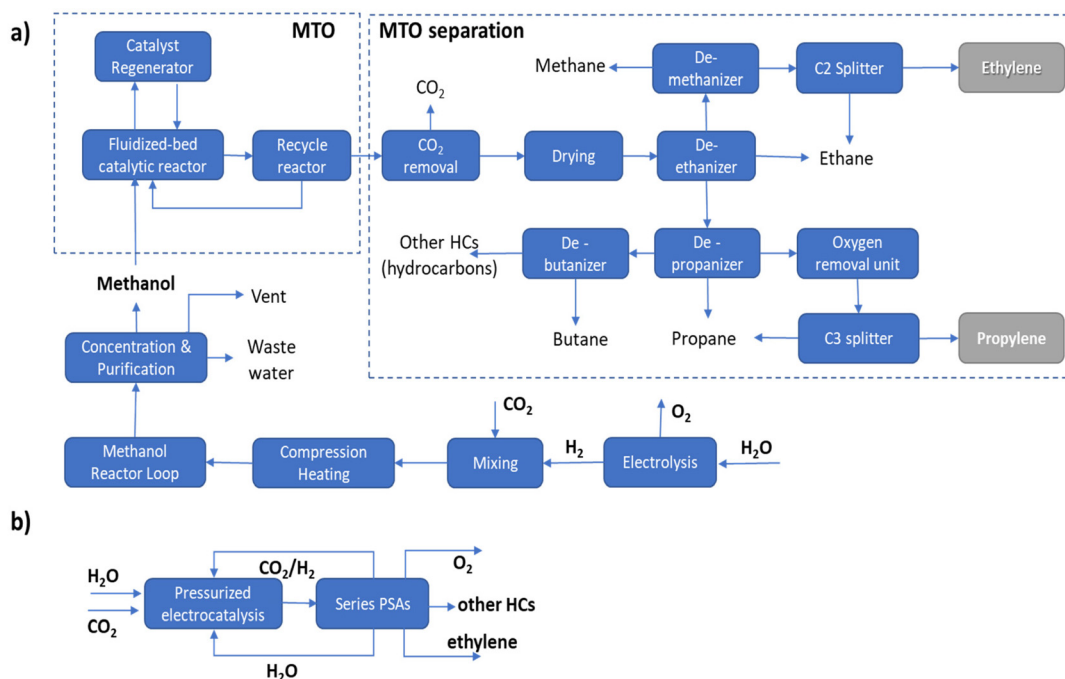 a)
MTO
Catalyst
Regenerator
Fluidized-bed
catalytic reactor
Recycle
reactor
MTO separation
CO₂
CO₂
removal
Drying
De-
ethanizer
Methane
De-
methanizer
C2 Splitter
Ethylene
Ethane
Other HCs
(hydrocarbons)
De -
butanizer
De -
propanizer
Oxygen
removal unit
Butane
Propane
C3 splitter
Propylene
Methanol
Vent
Concentration &
Purification
Waste
water
Methanol
Reactor Loop
Compression
Heating
CO₂
Mixing
H₂
O₂
Electrolysis
H₂O
b)
H₂O
CO₂
Pressurized
electrocatalysis
CO₂/H₂
Series PSAs
O₂
other HCs
ethylene
H₂O